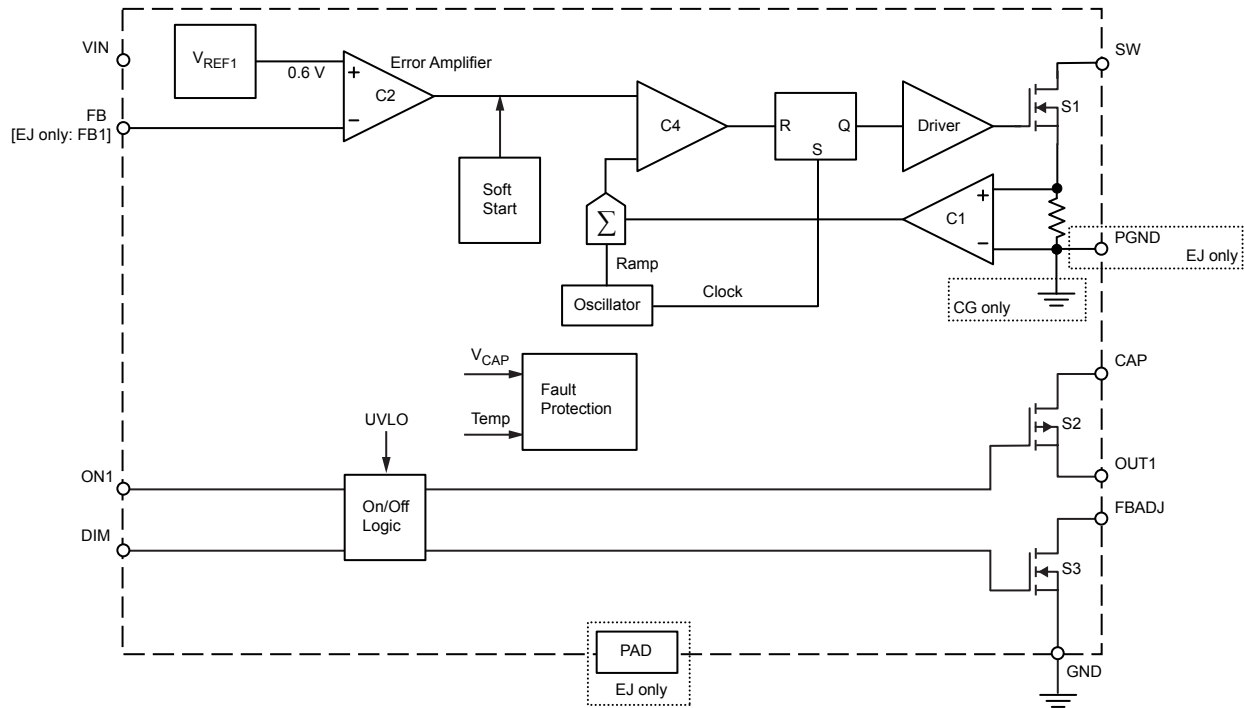 VIN
V_REF1
0.6 V
+
−
C2
Error Amplifier
FB
[EJ only: FB1]
Soft
Start
C4
R
Q
S
Driver
S1
SW
Σ
C1
+
−
PGND
EJ only
Ramp
Oscillator
Clock
CG only
V_CAP
Temp
Fault
Protection
CAP
S2
OUT1
UVLO
ON1
On/Off
Logic
DIM
FBADJ
S3
PAD
EJ only
GND